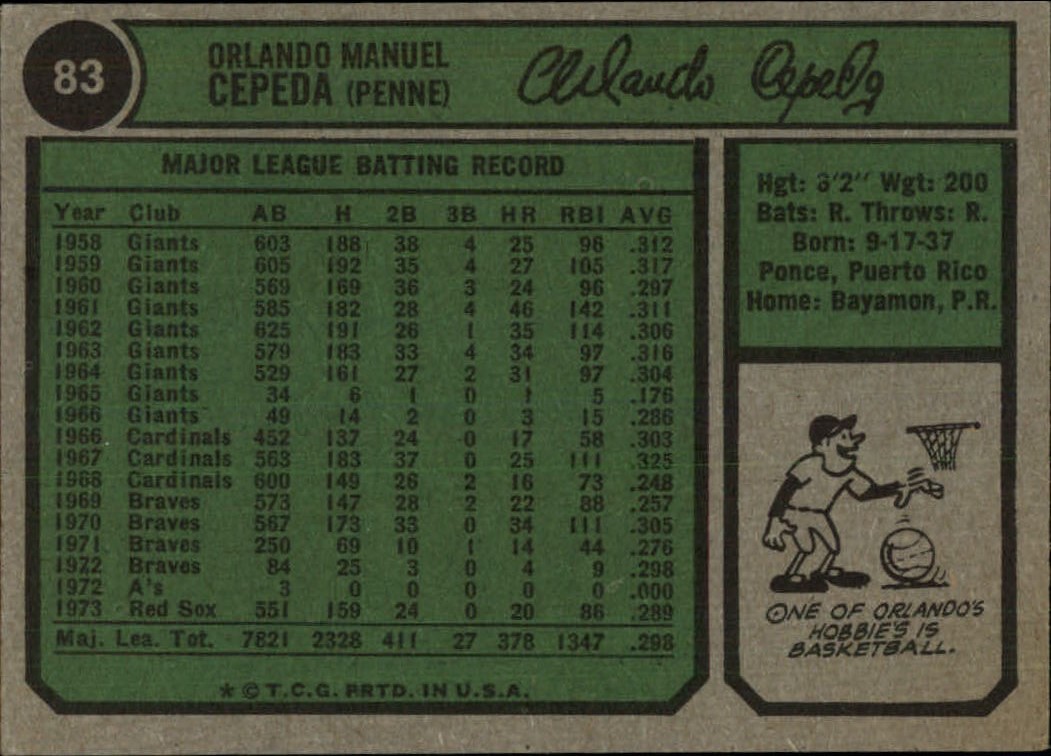 83
ORLANDO MANUEL
CEPEDA (PENNE)
Orlando Cepeda
MAJOR LEAGUE BATTING RECORD
Year Club AB H 2B 3B HR RBI AVG
1958 Giants 603 188 38 4 25 96 .312
1959 Giants 605 192 35 4 27 105 .317
1960 Giants 569 169 36 3 24 96 .297
1961 Giants 585 182 28 4 46 142 .311
1962 Giants 625 191 26 1 35 114 .306
1963 Giants 579 183 33 4 34 97 .316
1964 Giants 529 161 27 2 31 97 .304
1965 Giants 34 6 1 0 1 5 .176
1966 Giants 49 14 2 0 3 15 .286
1966 Cardinals 452 137 24 0 17 58 .303
1967 Cardinals 563 183 37 0 25 111 .325
1968 Cardinals 600 149 26 2 16 73 .248
1969 Braves 573 147 28 2 22 88 .257
1970 Braves 567 173 33 0 34 111 .305
1971 Braves 250 69 10 1 14 44 .276
1972 Braves 84 25 3 0 4 9 .298
1972 A's 3 0 0 0 0 0 .000
1973 Red Sox 551 159 24 0 20 86 .289
Maj. Lea. Tot. 7821 2328 411 27 378 1347 .298
* © T.C.G. PRTD. IN U.S.A.
Hgt: 6'2" Wgt: 200
Bats: R. Throws: R.
Born: 9-17-37
Ponce, Puerto Rico
Home: Bayamon, P.R.
ONE OF ORLANDO'S
HOBBIE'S IS
BASKETBALL.